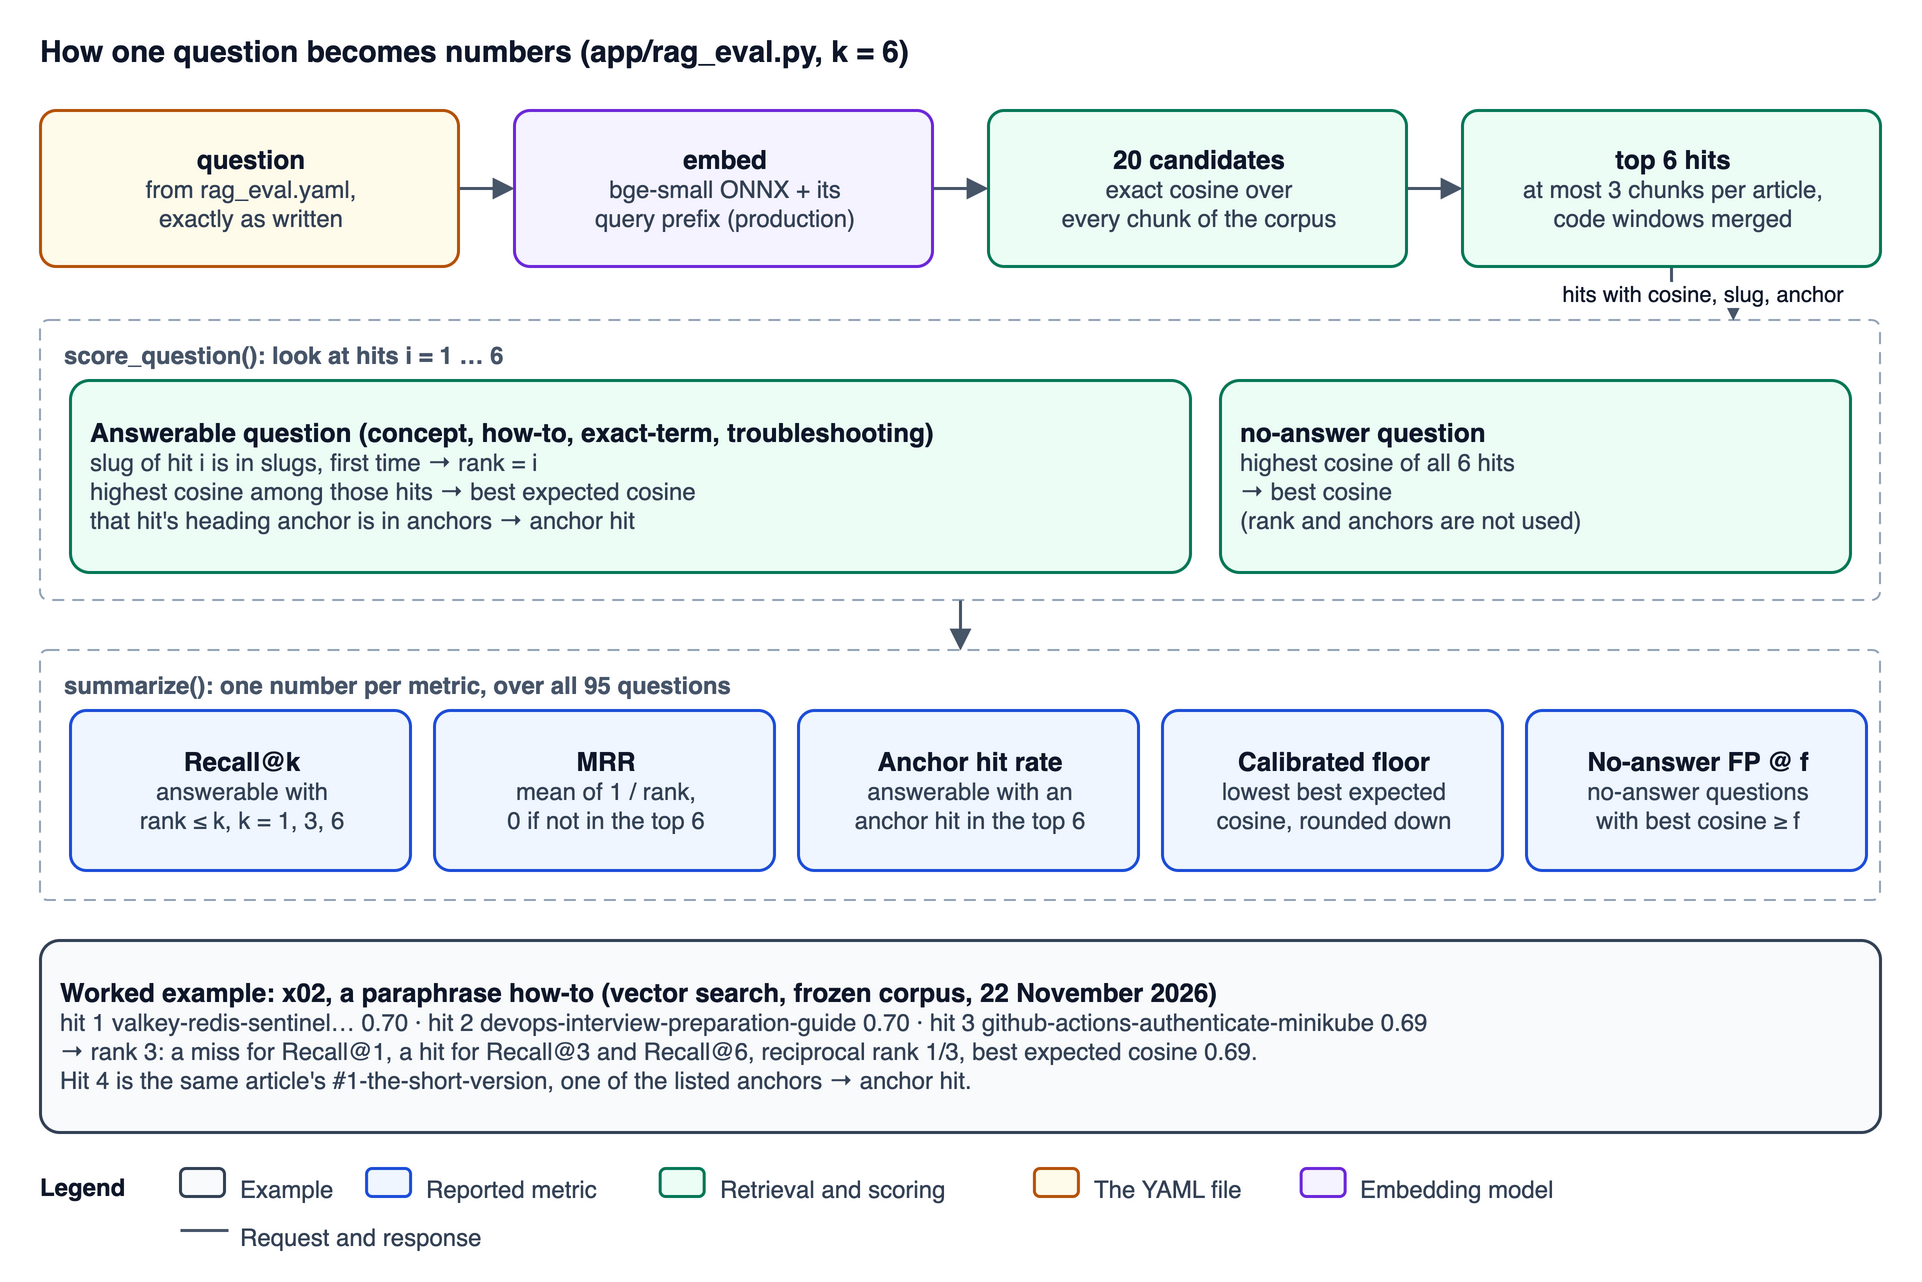 How one question becomes numbers (app/rag_eval.py, k = 6)
question
from rag_eval.yaml,
exactly as written
embed
bge-small ONNX + its
query prefix (production)
20 candidates
exact cosine over
every chunk of the corpus
top 6 hits
at most 3 chunks per article,
code windows merged
hits with cosine, slug, anchor
score_question(): look at hits i = 1 … 6
Answerable question (concept, how-to, exact-term, troubleshooting)
slug of hit i is in slugs, first time → rank = i
highest cosine among those hits → best expected cosine
that hit's heading anchor is in anchors → anchor hit
no-answer question
highest cosine of all 6 hits
→ best cosine
(rank and anchors are not used)
summarize(): one number per metric, over all 95 questions
Recall@k
answerable with
rank ≤ k, k = 1, 3, 6
MRR
mean of 1 / rank,
0 if not in the top 6
Anchor hit rate
answerable with an
anchor hit in the top 6
Calibrated floor
lowest best expected
cosine, rounded down
No-answer FP @ f
no-answer questions
with best cosine ≥ f
Worked example: x02, a paraphrase how-to (vector search, frozen corpus, 22 November 2026)
hit 1 valkey-redis-sentinel… 0.70 · hit 2 devops-interview-preparation-guide 0.70 · hit 3 github-actions-authenticate-minikube 0.69
→ rank 3: a miss for Recall@1, a hit for Recall@3 and Recall@6, reciprocal rank 1/3, best expected cosine 0.69.
Hit 4 is the same article's #1-the-short-version, one of the listed anchors → anchor hit.
Legend
Example
Reported metric
Retrieval and scoring
The YAML file
Embedding model
Request and response